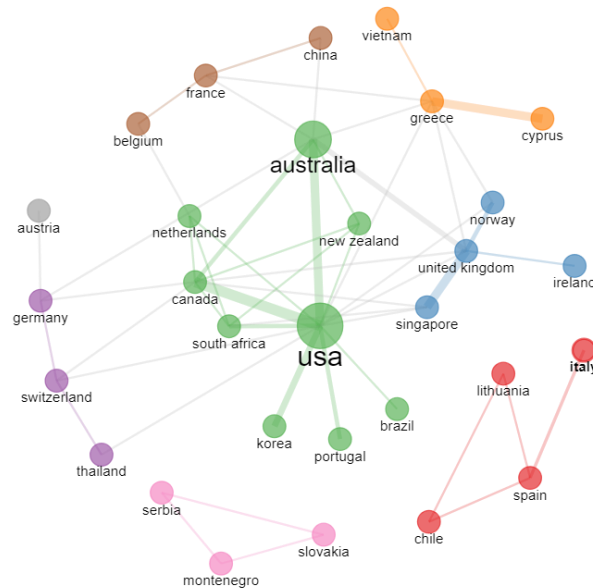 vietnam
china
france
greece
cyprus
belgium
australia
austria
netherlands
norway
new zealand
united kingdom
ireland
canada
germany
singapore
south africa
usa
italy
lithuania
switzerland
brazil
korea
portugal
thailand
spain
serbia
chile
slovakia
montenegro